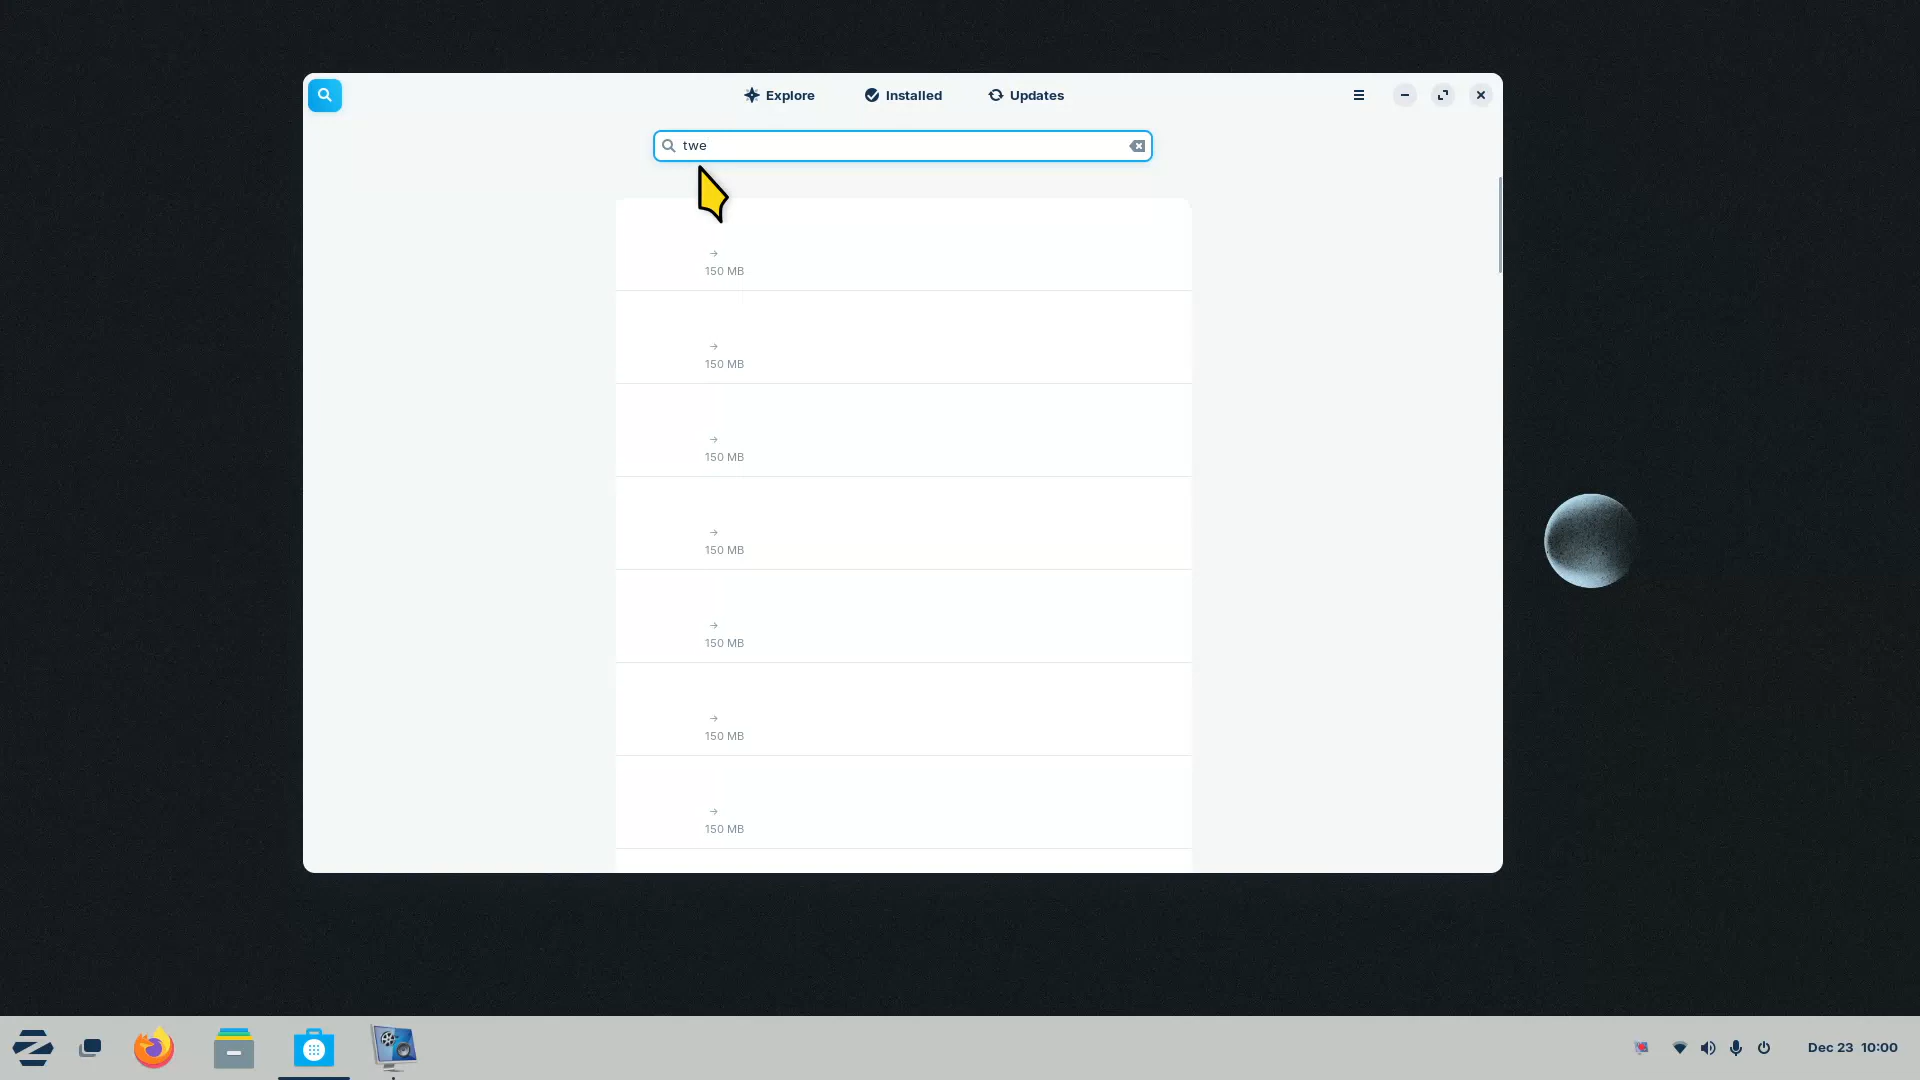 Explore
Installed
Updates
twe
→
150 MB
→
150 MB
→
150 MB
→
150 MB
→
150 MB
→
150 MB
→
150 MB
Dec 23 10:00